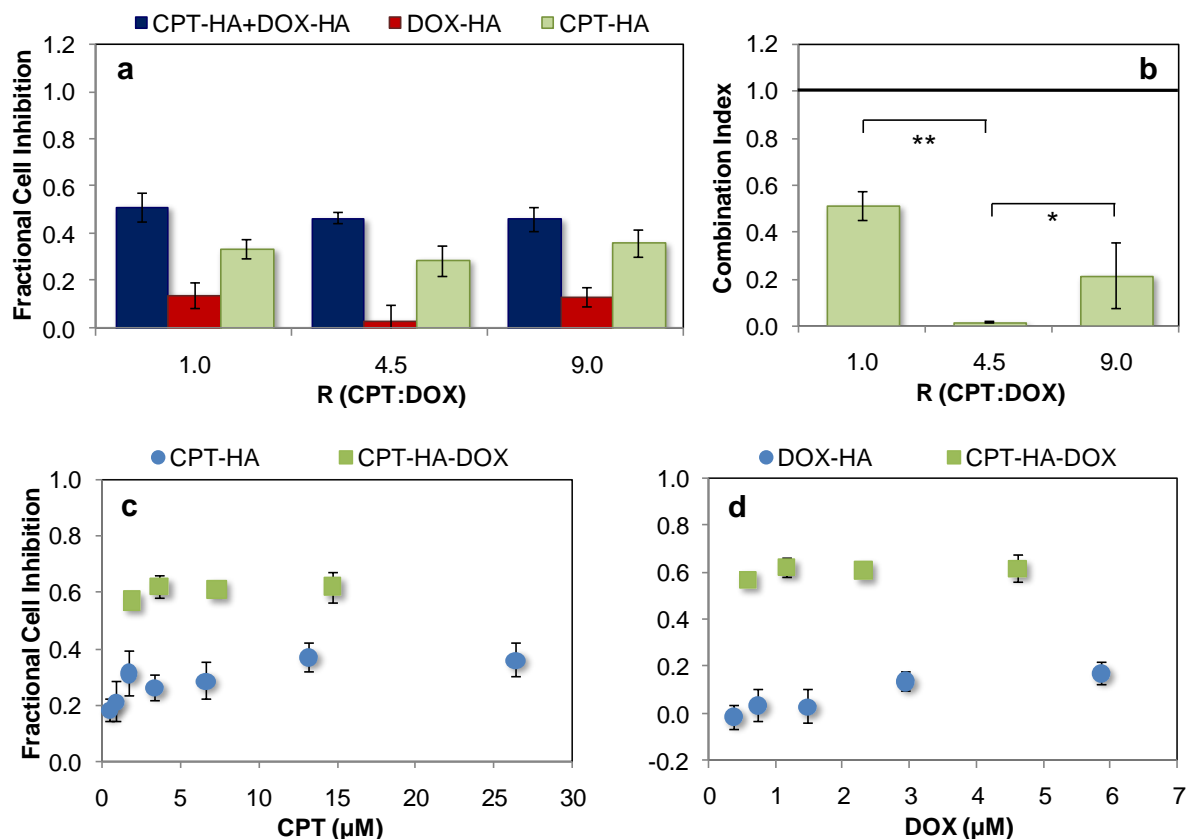 CPT-HA+DOX-HA DOX-HA CPT-HA
a
Fractional Cell Inhibition
1.2
1.0
0.8
0.6
0.4
0.2
0.0
1.0 4.5 9.0
R (CPT:DOX)
b
Combination Index
1.2
1.0
0.8
0.6
0.4
0.2
0.0
**
*
1.0 4.5 9.0
R (CPT:DOX)
CPT-HA CPT-HA-DOX
c
Fractional Cell Inhibition
1.0
0.8
0.6
0.4
0.2
0.0
0 5 10 15 20 25 30
CPT (µM)
DOX-HA CPT-HA-DOX
d
1.0
0.8
0.6
0.4
0.2
0.0
-0.2
0 1 2 3 4 5 6 7
DOX (µM)